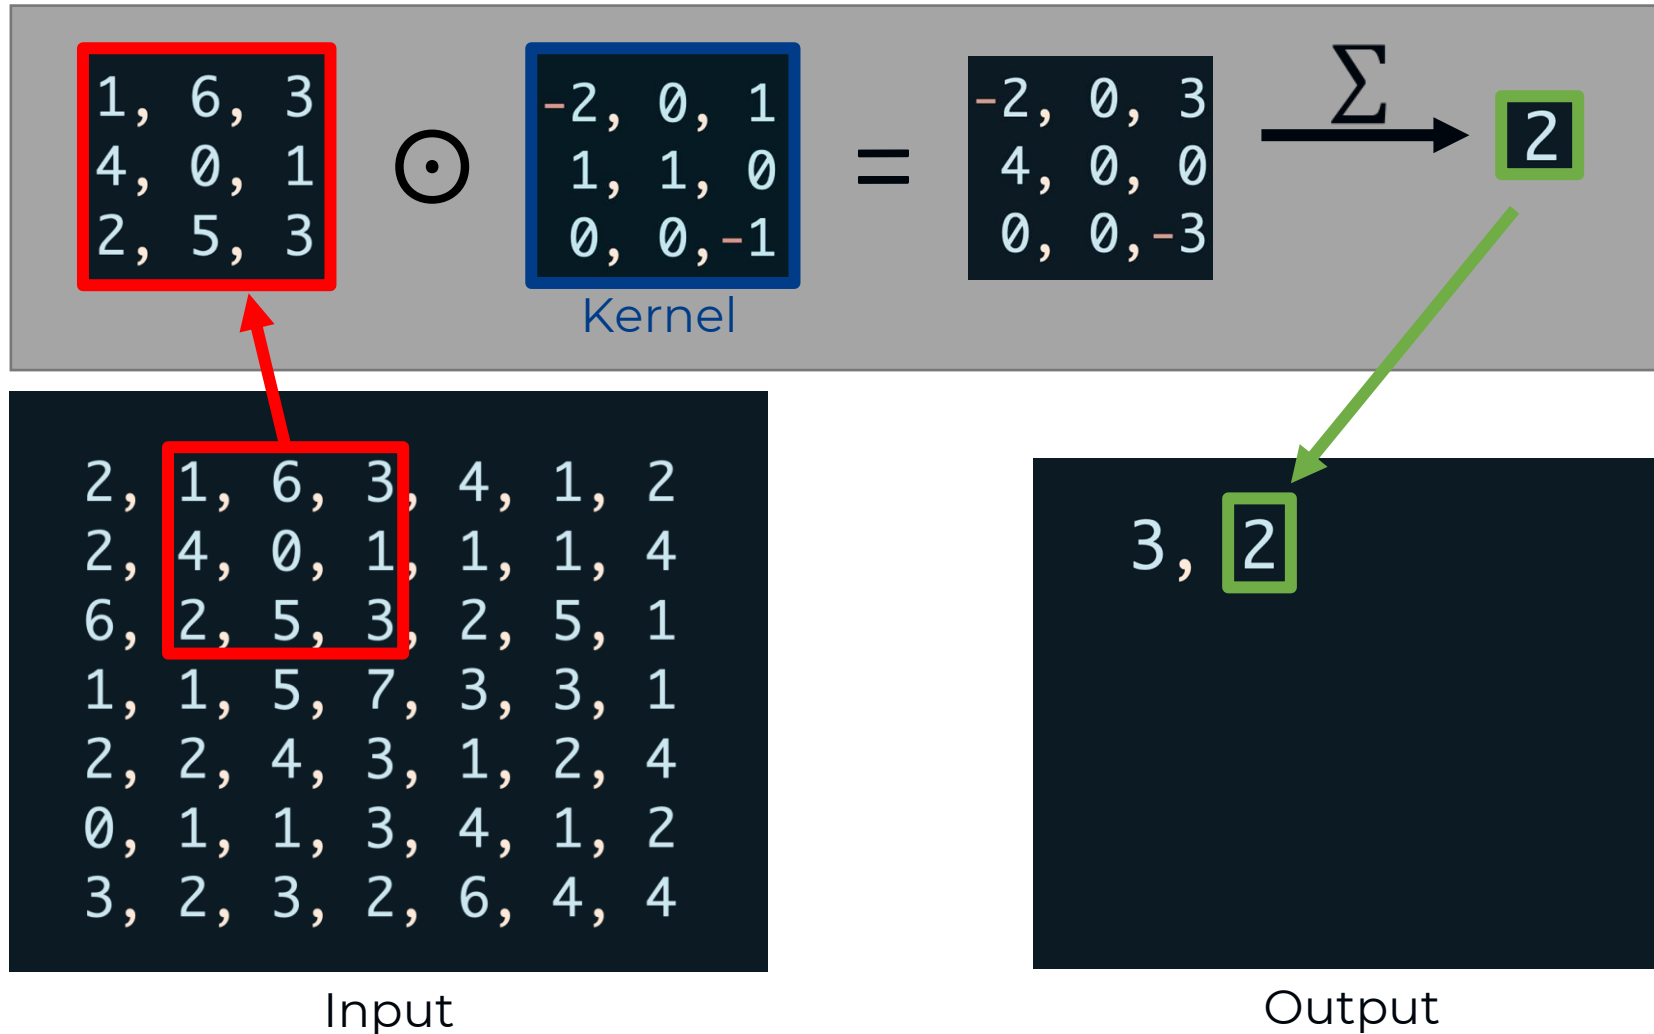 1, 6, 3
4, 0, 1
2, 5, 3
⊙
-2, 0, 1
1, 1, 0
0, 0,-1
Kernel
=
-2, 0, 3
4, 0, 0
0, 0,-3
∑
2
2, 1, 6, 3, 4, 1, 2
2, 4, 0, 1, 1, 1, 4
6, 2, 5, 3, 2, 5, 1
1, 1, 5, 7, 3, 3, 1
2, 2, 4, 3, 1, 2, 4
0, 1, 1, 3, 4, 1, 2
3, 2, 3, 2, 6, 4, 4
Input
3, 2
Output